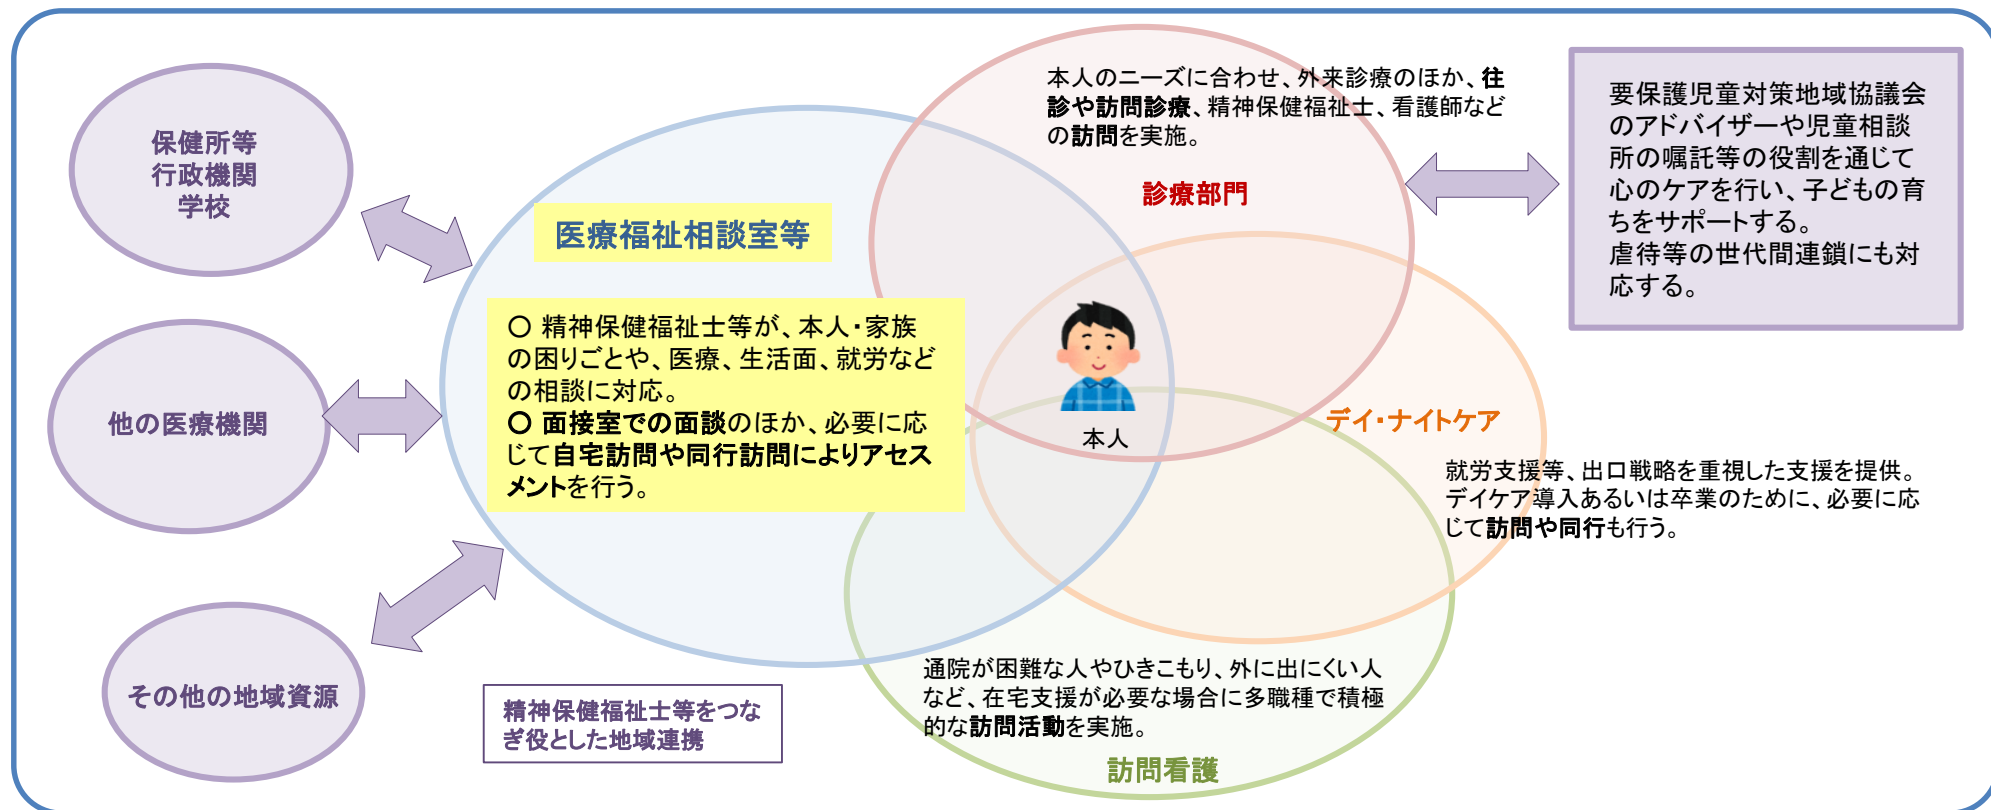 保健所等
行政機関
学校
他の医療機関
その他の地域資源
医療福祉相談室等
〇 精神保健福祉士等が、本人・家族
の困りごとや、医療、生活面、就労など
の相談に対応。
〇 面接室での面談のほか、必要に応
じて自宅訪問や同行訪問によりアセス
メントを行う。
精神保健福祉士等をつな
ぎ役とした地域連携
本人のニーズに合わせ、外来診療のほか、往
診や訪問診療、精神保健福祉士、看護師など
の訪問を実施。
診療部門
本人
デイ・ナイトケア
就労支援等、出口戦略を重視した支援を提供。
デイケア導入あるいは卒業のために、必要に応
じて訪問や同行も行う。
通院が困難な人やひきこもり、外に出にくい人
など、在宅支援が必要な場合に多職種で積極
的な訪問活動を実施。
訪問看護
要保護児童対策地域協議会
のアドバイザーや児童相談
所の嘱託等の役割を通じて
心のケアを行い、子どもの育
ちをサポートする。
虐待等の世代間連鎖にも対
応する。